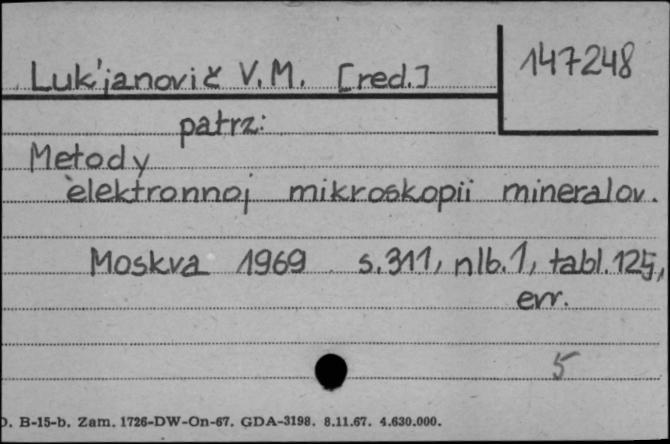 Luk'janovič V.M. [red.]
147248
patrz:
Metody
elektronnoj mikroskopii mineralov.
Moskva 1969 s.311, nlb.1, tabl.125,
err.
5
D. B-15-b. Zam. 1726-DW-On-67. GDA-3198. 8.11.67. 4.630.000.